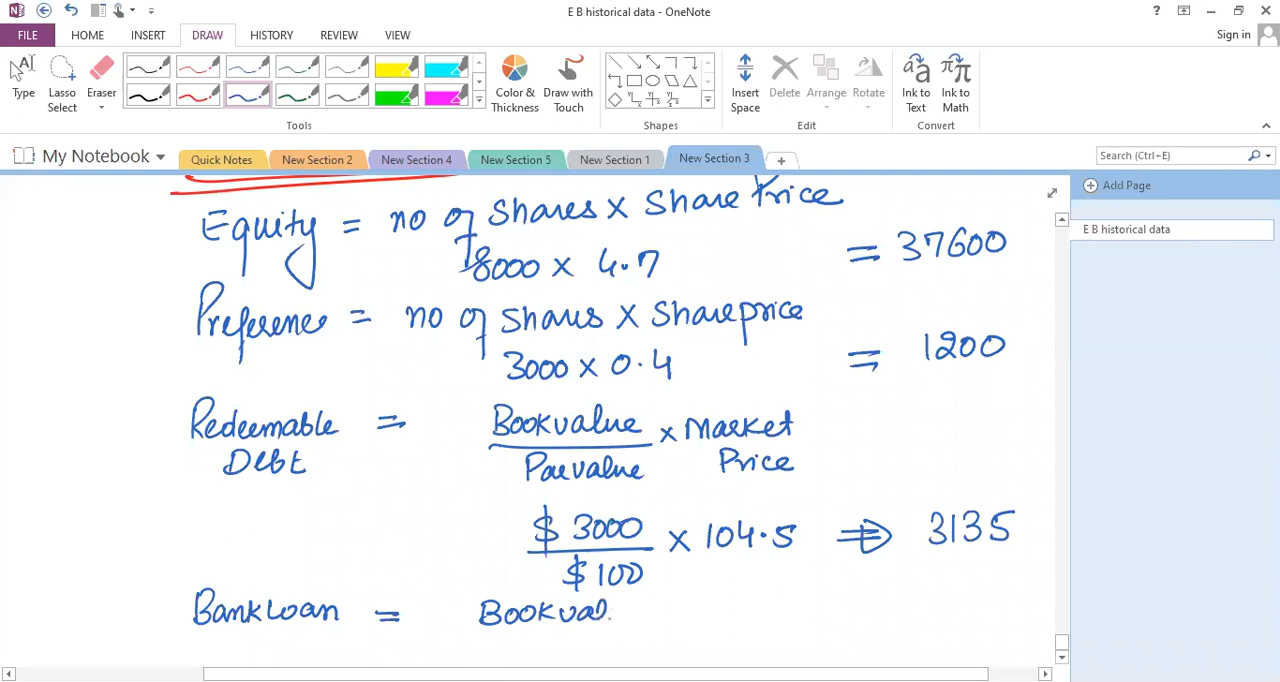 E B historical data - OneNote
?
FILE HOME INSERT DRAW HISTORY REVIEW VIEW
Sign in
Type Lasso Select Eraser Color & Thickness Draw with Touch Insert Space Delete Arrange Rotate Ink to Text Ink to Math
Tools Shapes Edit Convert
My Notebook Quick Notes New Section 2 New Section 4 New Section 5 New Section 1 New Section 3
Search (Ctrl+E)
Add Page
E B historical data
Equity = no of shares × Share Price
8000 × 4.7 = 37600
Preference = no of shares × Shareprice
3000 × 0.4 = 1200
Redeemable Debt = Bookvalue / Parvalue × Market Price
$ 3000 / $ 100 × 104.5 ⇒ 3135
BankLoan = Bookval